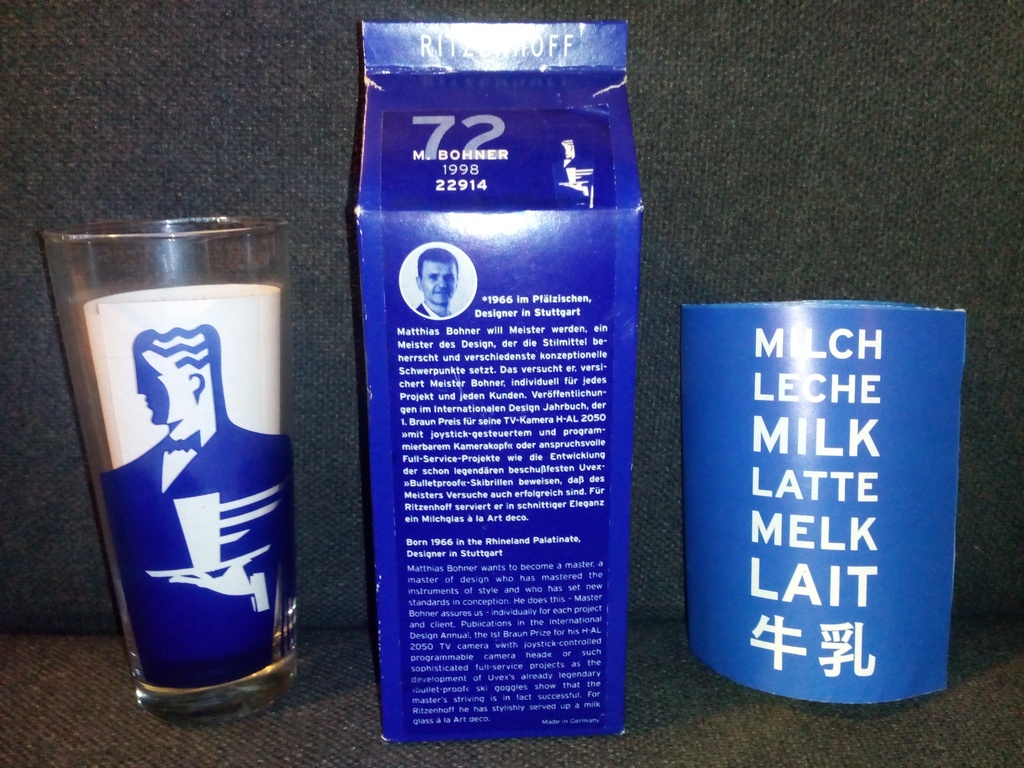 RITZENHOFF
72
M. BOHNER
1998
22914
*1966 im Pfälzischen,
Designer in Stuttgart
Matthias Bohner will Meister werden, ein
Meister des Design, der die Stilmittel be-
herrscht und verschiedenste konzeptionelle
Schwerpunkte setzt. Das versucht er, versi-
chert Meister Bohner, individuell für jedes
Projekt und jeden Kunden. Veröffentlichun-
gen im Internationalen Design Jahrbuch, der
1. Braun Preis für seine TV-Kamera H-AL 2050
»mit joystick-gesteuertem und program-
mierbarem Kamerakopf« oder anspruchsvolle
Full-Service-Projekte wie die Entwicklung
der schon legendären beschußfesten Uvex-
»Bulletproof«-Skibrillen beweisen, daß des
Meisters Versuche auch erfolgreich sind. Für
Ritzenhoff serviert er in schnittiger Eleganz
ein Milchglas à la Art deco.
Born 1966 in the Rhineland Palatinate,
Designer in Stuttgart
Matthias Bohner wants to become a master, a
master of design who has mastered the
instruments of style and who has set new
standards in conception. He does this - Master
Bohner assures us - individually for each project
and client. Publications in the International
Design Annual, the 1st Braun Prize for his H-AL
2050 TV camera »with joystick-controlled
programmable camera head« or such
sophisticated full-service projects as the
development of Uvex's already legendary
»bullet-proof« ski goggles show that the
master's striving is in fact successful. For
Ritzenhoff he has stylishly served up a milk
glass à la Art deco.
Made in Germany
MILCH
LECHE
MILK
LATTE
MELK
LAIT
牛乳